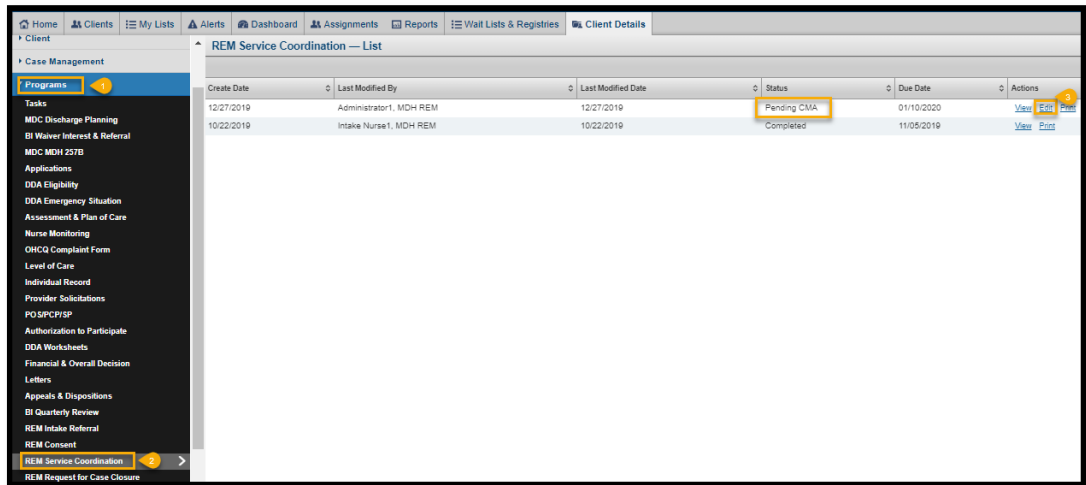 Home Clients My Lists Alerts Dashboard Assignments Reports Wait Lists & Registries Client Details
Client
REM Service Coordination — List
Case Management
Programs 1
Create Date Last Modified By Last Modified Date Status Due Date Actions
3
12/27/2019 Administrator1, MDH REM 12/27/2019 Pending CMA 01/10/2020 View Edit Print
10/22/2019 Intake Nurse1, MDH REM 10/22/2019 Completed 11/05/2019 View Print
Tasks
MDC Discharge Planning
BI Waiver Interest & Referral
MDC MDH 257B
Applications
DDA Eligibility
DDA Emergency Situation
Assessment & Plan of Care
Nurse Monitoring
OHCQ Complaint Form
Level of Care
Individual Record
Provider Solicitations
POS/PCP/SP
Authorization to Participate
DDA Worksheets
Financial & Overall Decision
Letters
Appeals & Dispositions
BI Quarterly Review
REM Intake Referral
REM Consent
REM Service Coordination 2
REM Request for Case Closure